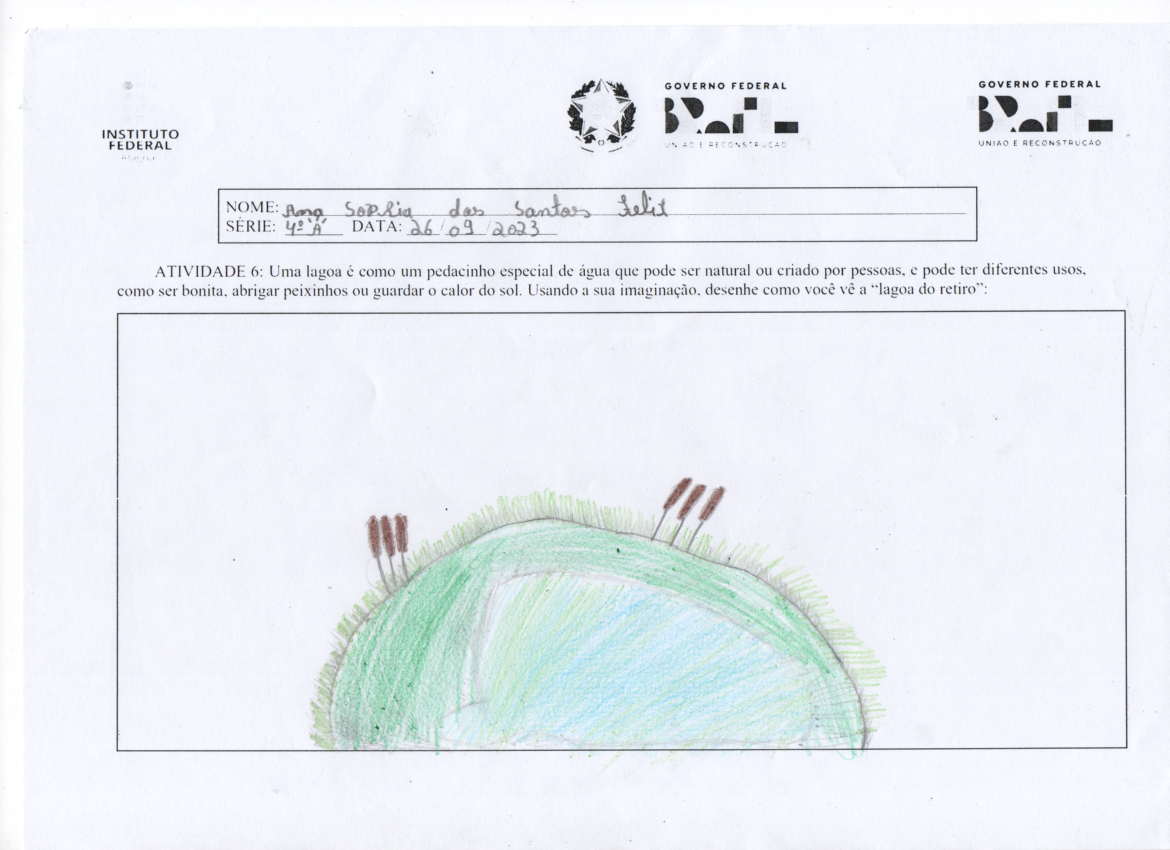 INSTITUTO
FEDERAL
GOVERNO FEDERAL
BRASIL
UNIÃO E RECONSTRUÇÃO
GOVERNO FEDERAL
BRASIL
UNIÃO E RECONSTRUÇÃO
NOME: Ana Sophia dos Santos Felix
SÉRIE: 4º "A" DATA: 26/09/2023
ATIVIDADE 6: Uma lagoa é como um pedacinho especial de água que pode ser natural ou criado por pessoas, e pode ter diferentes usos,
como ser bonita, abrigar peixinhos ou guardar o calor do sol. Usando a sua imaginação, desenhe como você vê a “lagoa do retiro”: